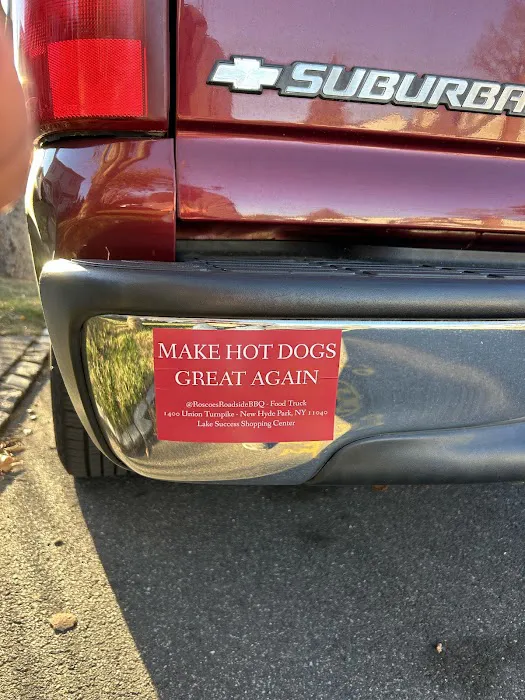 SUBURBA
MAKE HOT DOGS
GREAT AGAIN
@RoscoesRoadsideBBQ - Food Truck
1400 Union Turnspike - New Hyde Park, NY 11040
Lake Success Shopping Center